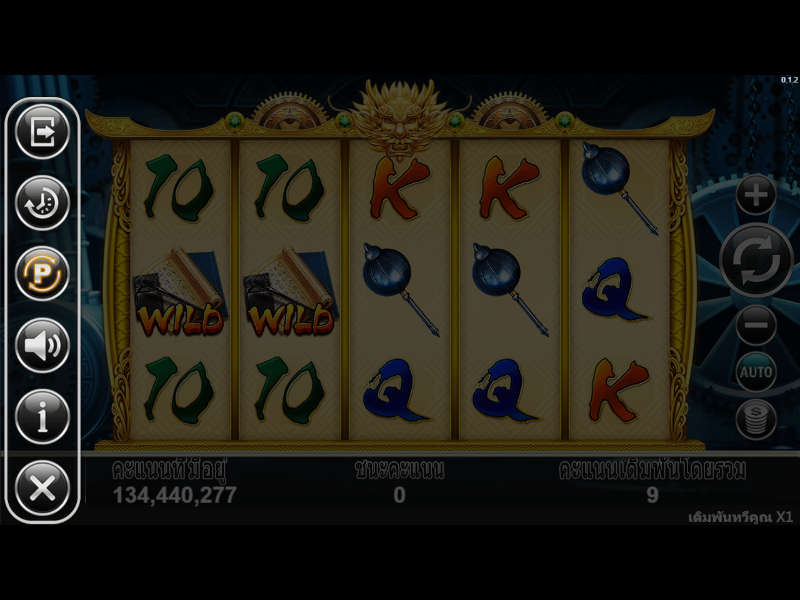 0.1.2
10 10 K K
WILD WILD Q
10 10 Q Q K
P
i
AUTO
คะแนนที่มีอยู่ ชนะคะแนน คะแนนเดิมพันโดยรวม
134,440,277 0 9
เดิมพันทวีคูณ X1